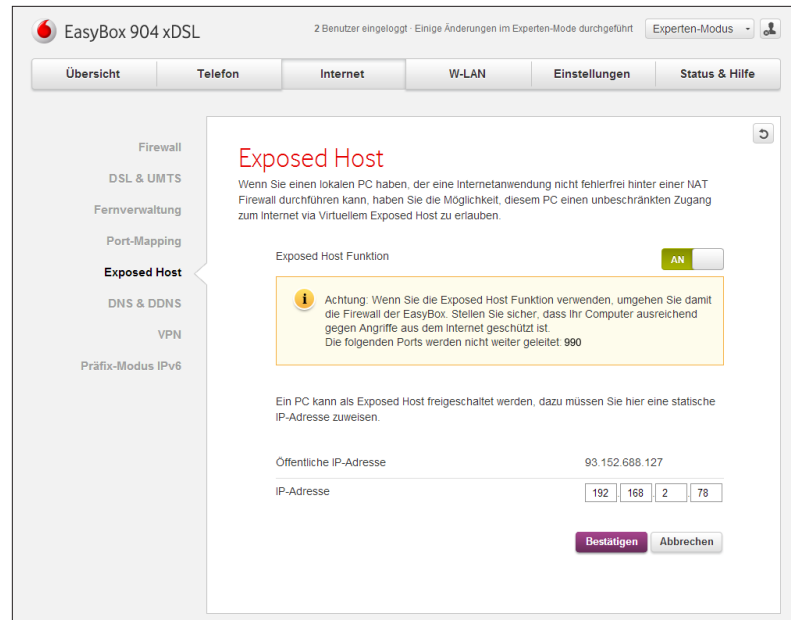 EasyBox 904 xDSL
2 Benutzer eingeloggt - Einige Änderungen im Experten-Mode durchgeführt
Experten-Modus
Übersicht
Telefon
Internet
W-LAN
Einstellungen
Status & Hilfe
Firewall
DSL & UMTS
Fernverwaltung
Port-Mapping
Exposed Host
DNS & DDNS
VPN
Präfix-Modus IPv6
Exposed Host
Wenn Sie einen lokalen PC haben, der eine Internetanwendung nicht fehlerfrei hinter einer NAT
Firewall durchführen kann, haben Sie die Möglichkeit, diesem PC einen unbeschränkten Zugang
zum Internet via Virtuellem Exposed Host zu erlauben.
Exposed Host Funktion
AN
Achtung: Wenn Sie die Exposed Host Funktion verwenden, umgehen Sie damit
die Firewall der EasyBox. Stellen Sie sicher, dass Ihr Computer ausreichend
gegen Angriffe aus dem Internet geschützt ist.
Die folgenden Ports werden nicht weiter geleitet: 990
Ein PC kann als Exposed Host freigeschaltet werden, dazu müssen Sie hier eine statische
IP-Adresse zuweisen.
Öffentliche IP-Adresse 93.152.688.127
IP-Adresse 192 . 168 . 2 . 78
Bestätigen
Abbrechen